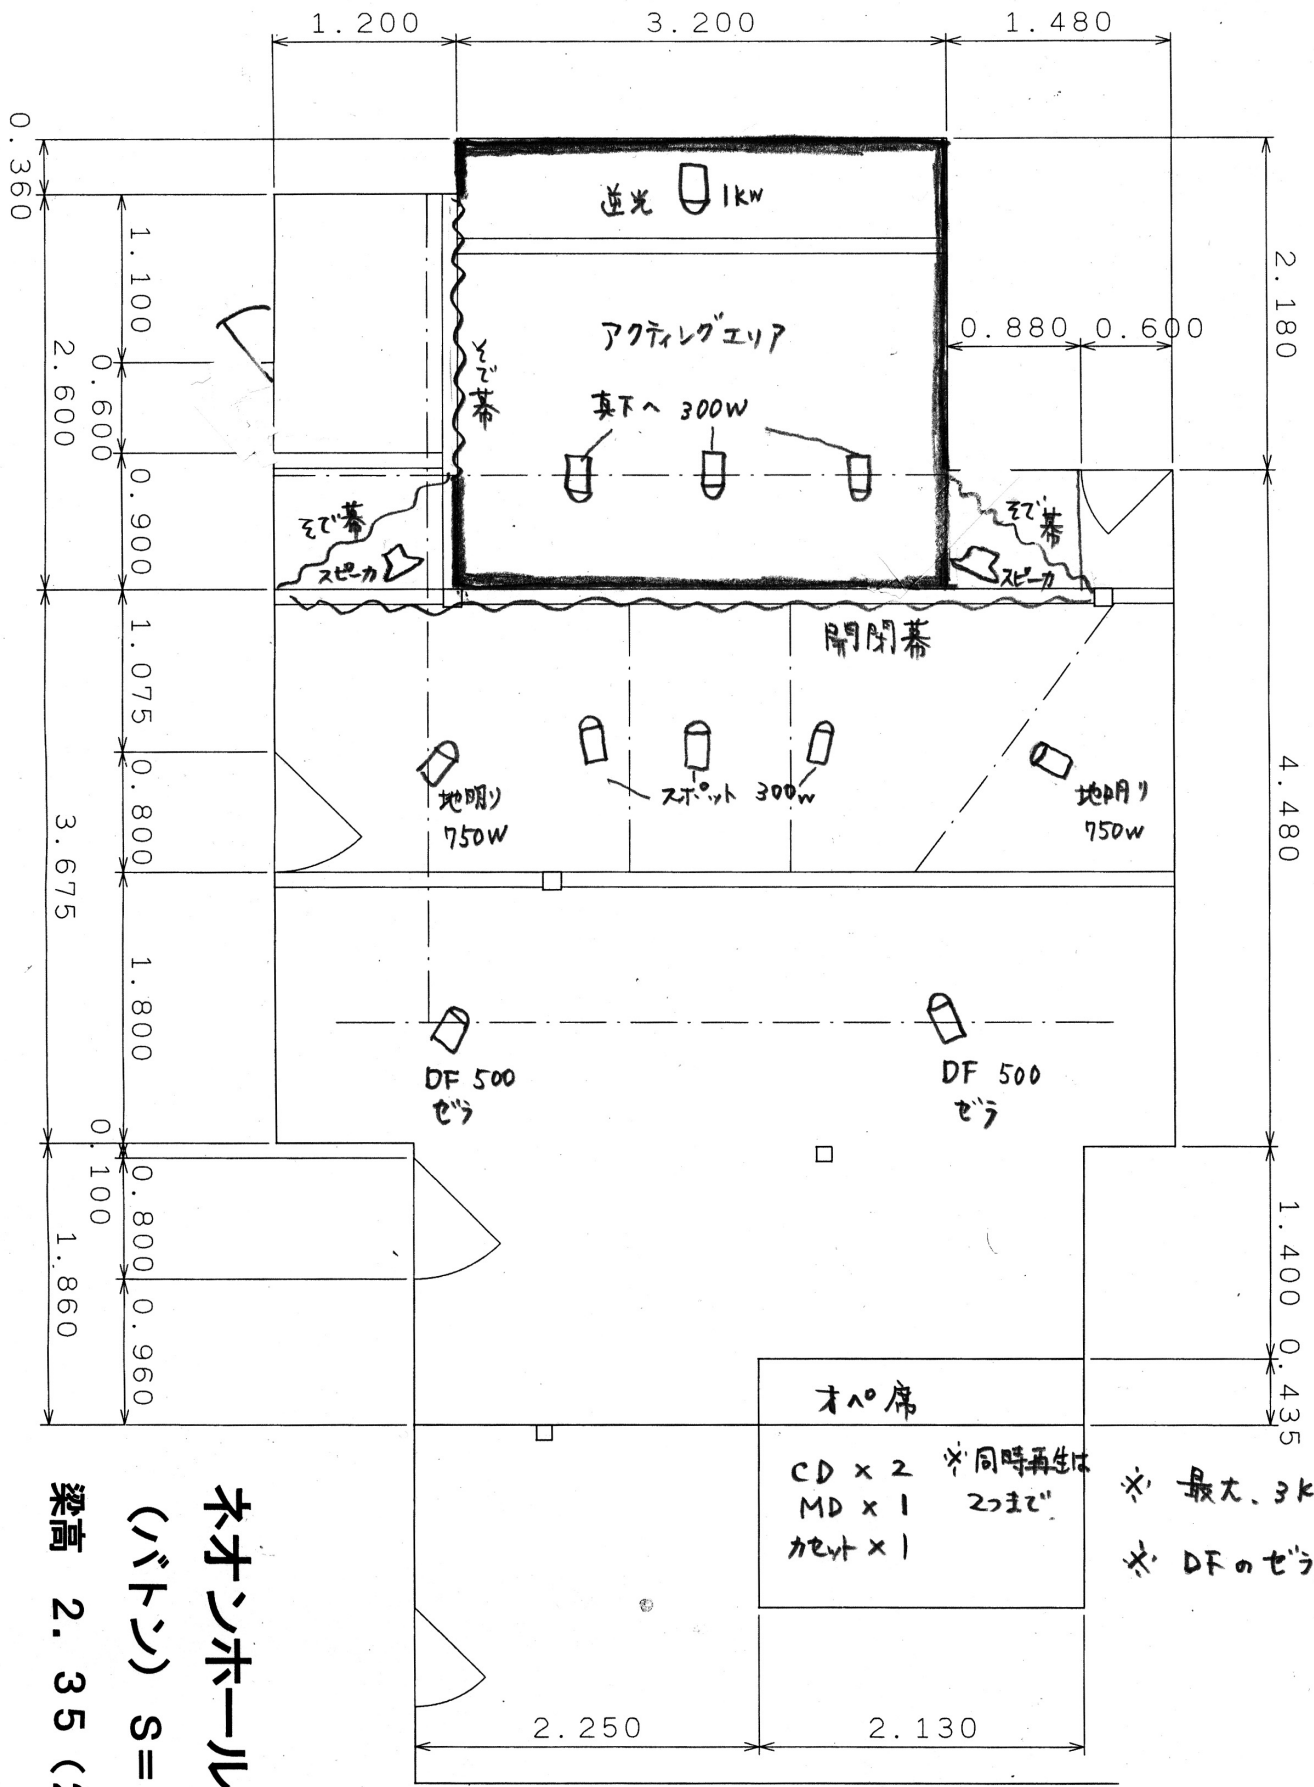 1.200
3.200
1.480
0.360
2.600
3.675
1.860
1.100
0.600
0.900
1.075
0.800
1.800
0.100
0.800
0.960
2.180
0.880
0.600
4.480
1.400
0.435
逆光 1KW
アクティングエリア
そで幕
真下へ 300W
そで幕
スピーカ
そで幕
スピーカ
開閉幕
地明り
750W
スポット 300w
地明り
750W
DF 500
ゼラ
DF 500
ゼラ
オペ席
CD × 2
MD × 1
カセット × 1
※同時再生は
2つまで
※ 最大、3k
※ DFのゼラ
2.250
2.130
ネオンホール
(バトン) S=
梁高 2.35(